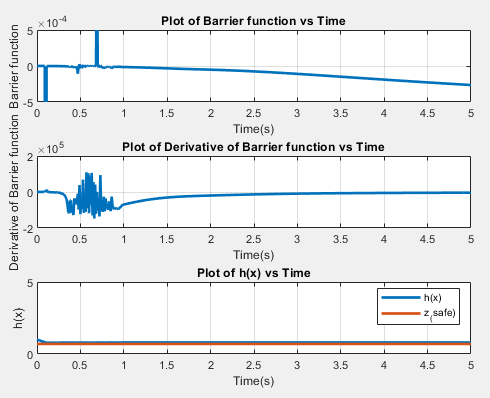 Plot of Barrier function vs Time
×10⁻⁴
5
0
-5
Barrier function
0 0.5 1 1.5 2 2.5 3 3.5 4 4.5 5
Time(s)
Plot of Derivative of Barrier function vs Time
×10⁵
2
0
-2
Derivative of Barrier function
0 0.5 1 1.5 2 2.5 3 3.5 4 4.5 5
Time(s)
Plot of h(x) vs Time
5
0
h(x)
h(x)
z₍safe)
0 0.5 1 1.5 2 2.5 3 3.5 4 4.5 5
Time(s)